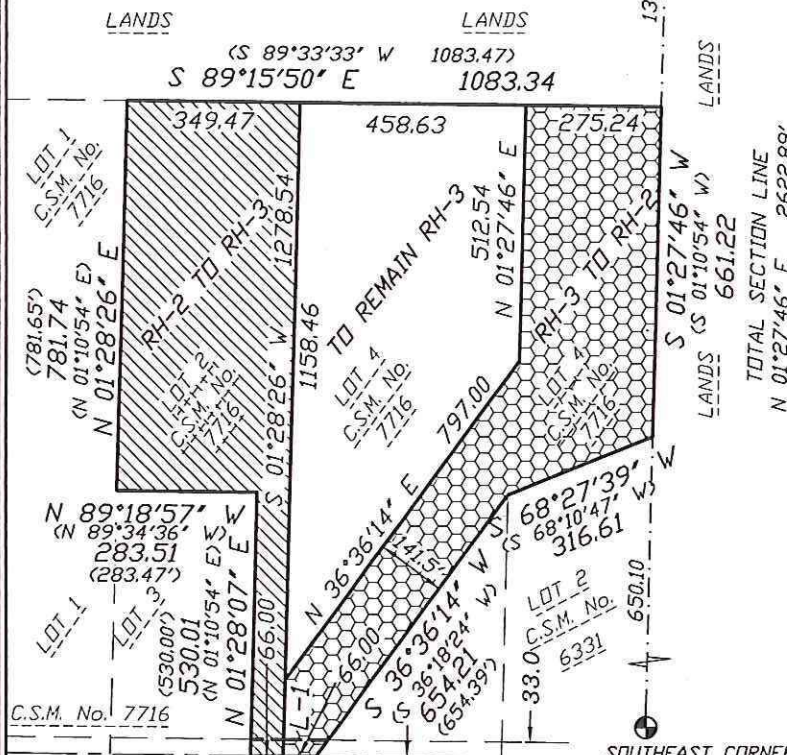 LANDS
LANDS
(S 89°33'33" W 1083.47)
S 89°15'50" E 1083.34
13
LANDS
349.47
458.63
275.24
LOT 1
C.S.M. No.
7716
RH-2 TO RH-3
1278.54
TO REMAIN RH-3
512.54
N 01°27'46" E
RH-3 TO RH-2
S 01°27'46" W
(S 01°10'54" W)
661.22
LANDS
TOTAL SECTION LINE
N 01°27'46" E 2622.89'
(781.65')
781.74
(N 01°10'54" E)
N 01°28'26" E
LOT 2
C.S.M. No.
7716
S 01°28'26" W
1158.46
LOT 4
C.S.M. No.
7716
LOT 4
C.S.M. No.
7716
797.00
N 36°36'14" E
N 89°18'57" W
(N 89°34'36" W)
283.51
(283.47')
S 68°27'39" W
(S 68°10'47" W)
316.61
141.5'
LOT 1
LOT 3
(530.00')
530.01
(N 01°10'54" E)
N 01°28'07" E
66.00
66.00
S 36°36'14" W
(S 36°18'24" W)
654.21
(654.39')
LOT 2
C.S.M. No.
6331
650.10
33.0
L-1
C.S.M. No. 7716
SOUTHEAST CORNER